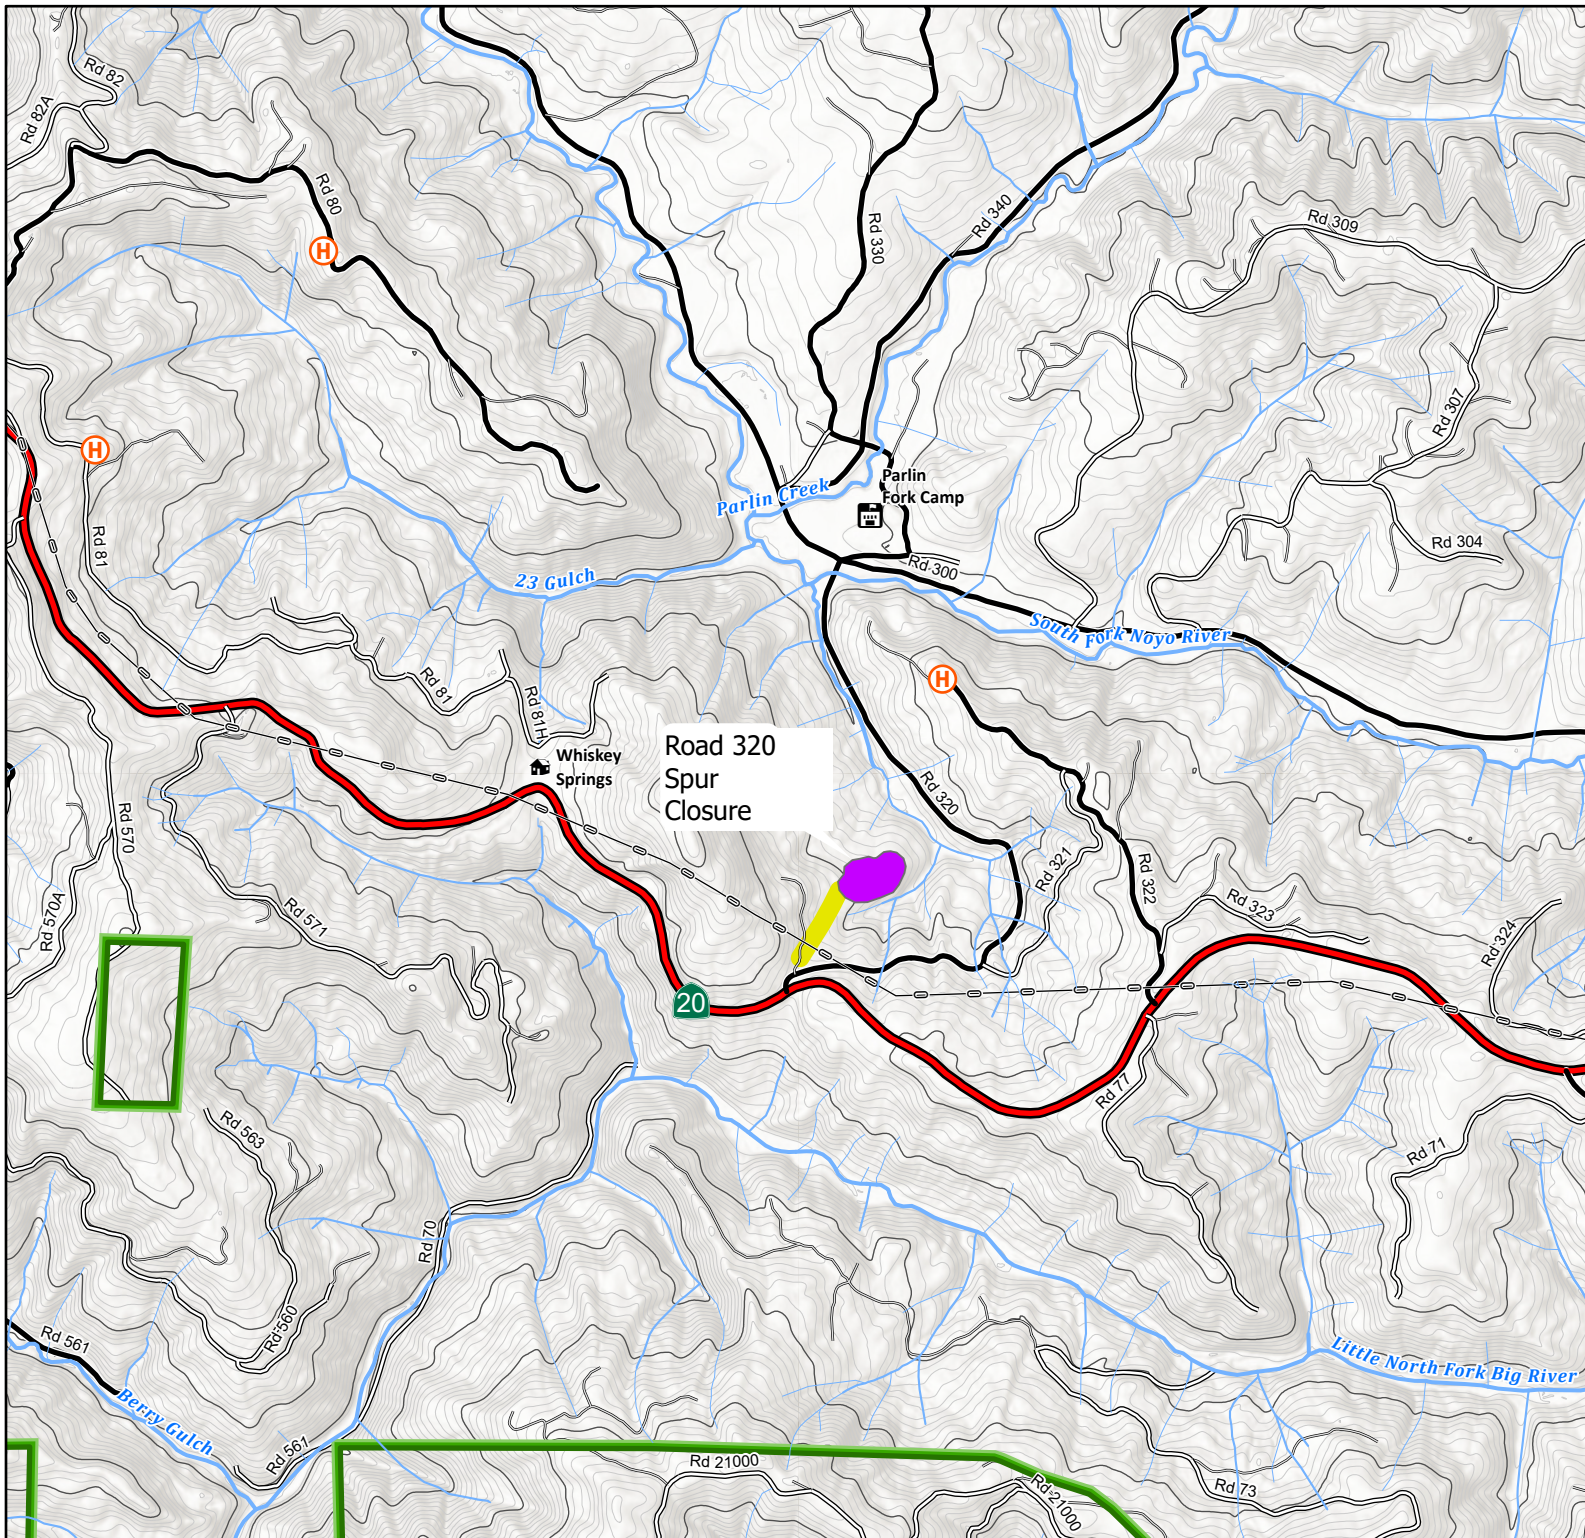 Rd 82
Rd 82A
Rd 80
H
Rd 330
Rd 340
Rd 309
Rd 307
H
Parlin
Fork Camp
Parlin Creek
Rd 81
23 Gulch
Rd 300
Rd 304
South Fork Noyo River
H
Rd 81
Rd 81H
Whiskey
Springs
Road 320
Spur
Closure
Rd 320
Rd 570
Rd 321
Rd 322
Rd 570A
Rd 571
Rd 323
Rd 324
20
Rd 77
Rd 563
Rd 71
Rd 70
Rd 560
Rd 561
Little North Fork Big River
Berry Gulch
Rd 561
Rd 21000
Rd 21000
Rd 73